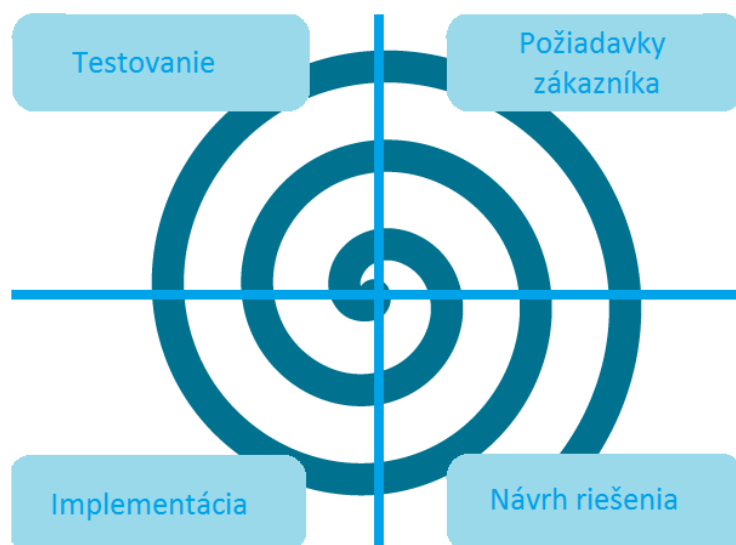 Testovanie
Požiadavky
zákazníka
Implementácia
Návrh riešenia